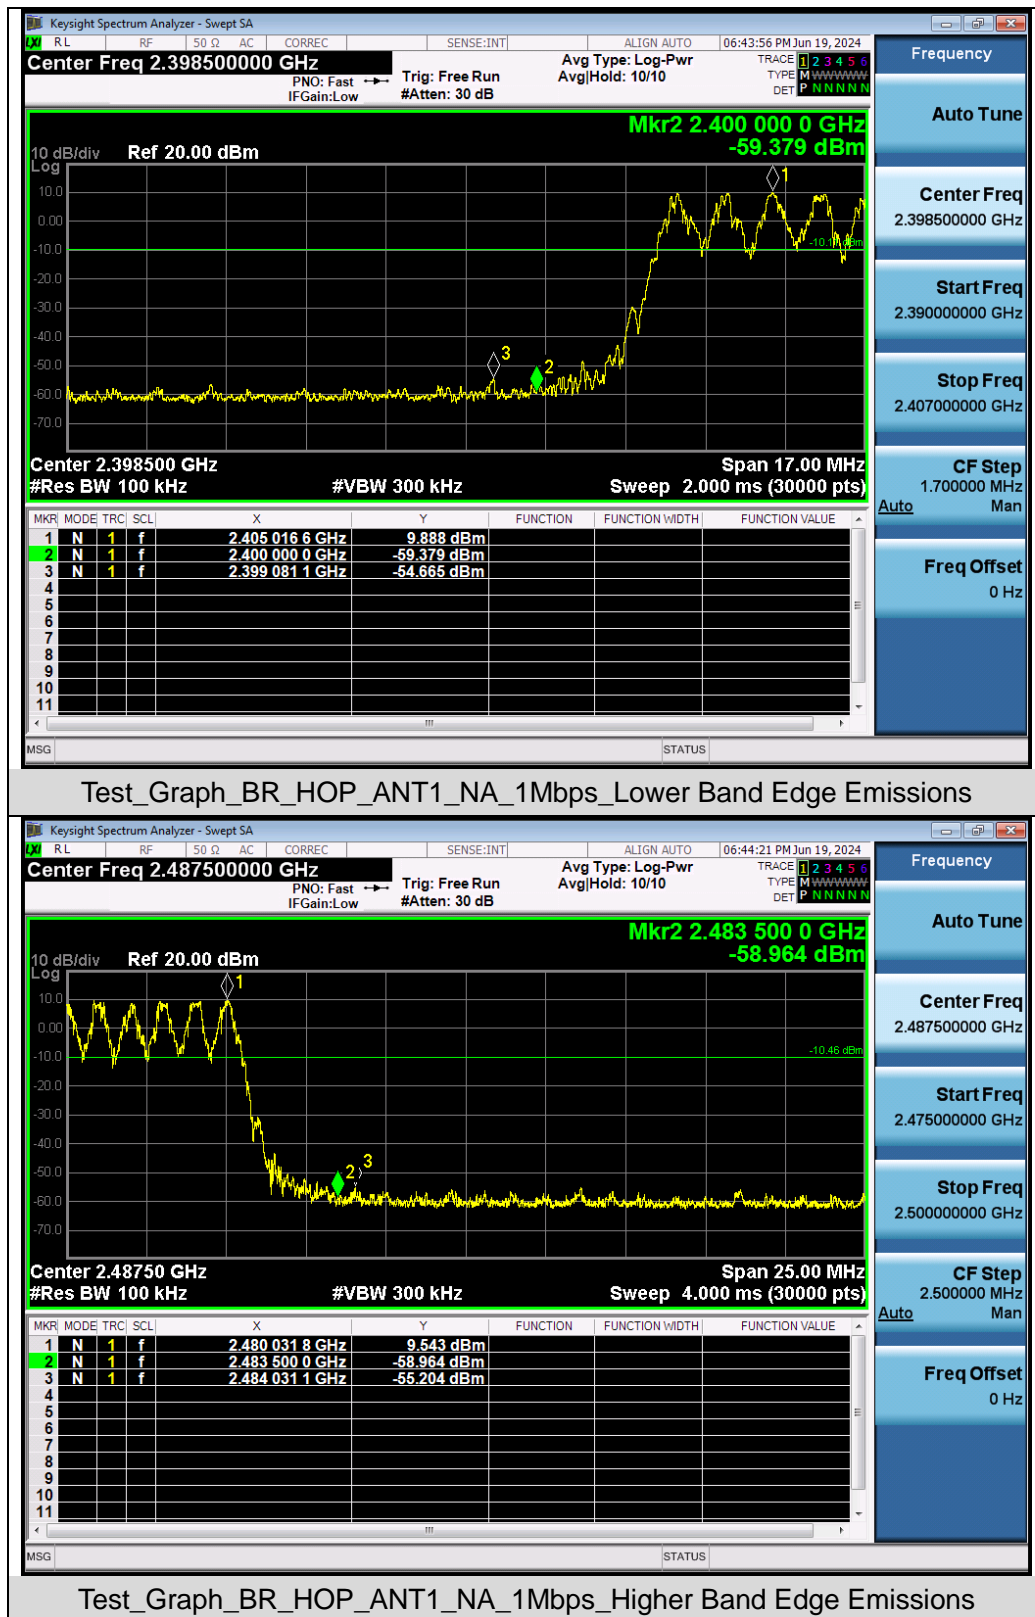 Keysight Spectrum Analyzer - Swept SA
LXI RL RF 50 Ω AC CORREC SENSE:INT ALIGN AUTO 06:43:56 PM Jun 19, 2024
Center Freq 2.398500000 GHz
PNO: Fast
IFGain:Low
Trig: Free Run
#Atten: 30 dB
Avg Type: Log-Pwr
Avg|Hold: 10/10
TRACE 1 2 3 4 5 6
TYPE M WWWWW
DET P N N N N N
Mkr2 2.400 000 0 GHz
-59.379 dBm
10 dB/div Ref 20.00 dBm
Log
10.0
0.00
-10.0
-20.0
-30.0
-40.0
-50.0
-60.0
-70.0
1
2
3
Center 2.398500 GHz Span 17.00 MHz
#Res BW 100 kHz #VBW 300 kHz Sweep 2.000 ms (30000 pts)
MKR MODE TRC SCL X Y FUNCTION FUNCTION WIDTH FUNCTION VALUE
1 N 1 f 2.405 016 6 GHz 9.888 dBm
2 N 1 f 2.400 000 0 GHz -59.379 dBm
3 N 1 f 2.399 081 1 GHz -54.665 dBm
4
5
6
7
8
9
10
11
MSG STATUS
Frequency
Auto Tune
Center Freq
2.398500000 GHz
Start Freq
2.390000000 GHz
Stop Freq
2.407000000 GHz
CF Step
1.700000 MHz
Auto Man
Freq Offset
0 Hz
Test_Graph_BR_HOP_ANT1_NA_1Mbps_Lower Band Edge Emissions
Keysight Spectrum Analyzer - Swept SA
LXI RL RF 50 Ω AC CORREC SENSE:INT ALIGN AUTO 06:44:21 PM Jun 19, 2024
Center Freq 2.487500000 GHz
PNO: Fast
IFGain:Low
Trig: Free Run
#Atten: 30 dB
Avg Type: Log-Pwr
Avg|Hold: 10/10
TRACE 1 2 3 4 5 6
TYPE M WWWWW
DET P N N N N N
Mkr2 2.483 500 0 GHz
-58.964 dBm
10 dB/div Ref 20.00 dBm
Log
10.0
0.00
-10.0
-20.0
-30.0
-40.0
-50.0
-60.0
-70.0
1
-10.46 dBm
2
3
Center 2.48750 GHz Span 25.00 MHz
#Res BW 100 kHz #VBW 300 kHz Sweep 4.000 ms (30000 pts)
MKR MODE TRC SCL X Y FUNCTION FUNCTION WIDTH FUNCTION VALUE
1 N 1 f 2.480 031 8 GHz 9.543 dBm
2 N 1 f 2.483 500 0 GHz -58.964 dBm
3 N 1 f 2.484 031 1 GHz -55.204 dBm
4
5
6
7
8
9
10
11
MSG STATUS
Frequency
Auto Tune
Center Freq
2.487500000 GHz
Start Freq
2.475000000 GHz
Stop Freq
2.500000000 GHz
CF Step
2.500000 MHz
Auto Man
Freq Offset
0 Hz
Test_Graph_BR_HOP_ANT1_NA_1Mbps_Higher Band Edge Emissions